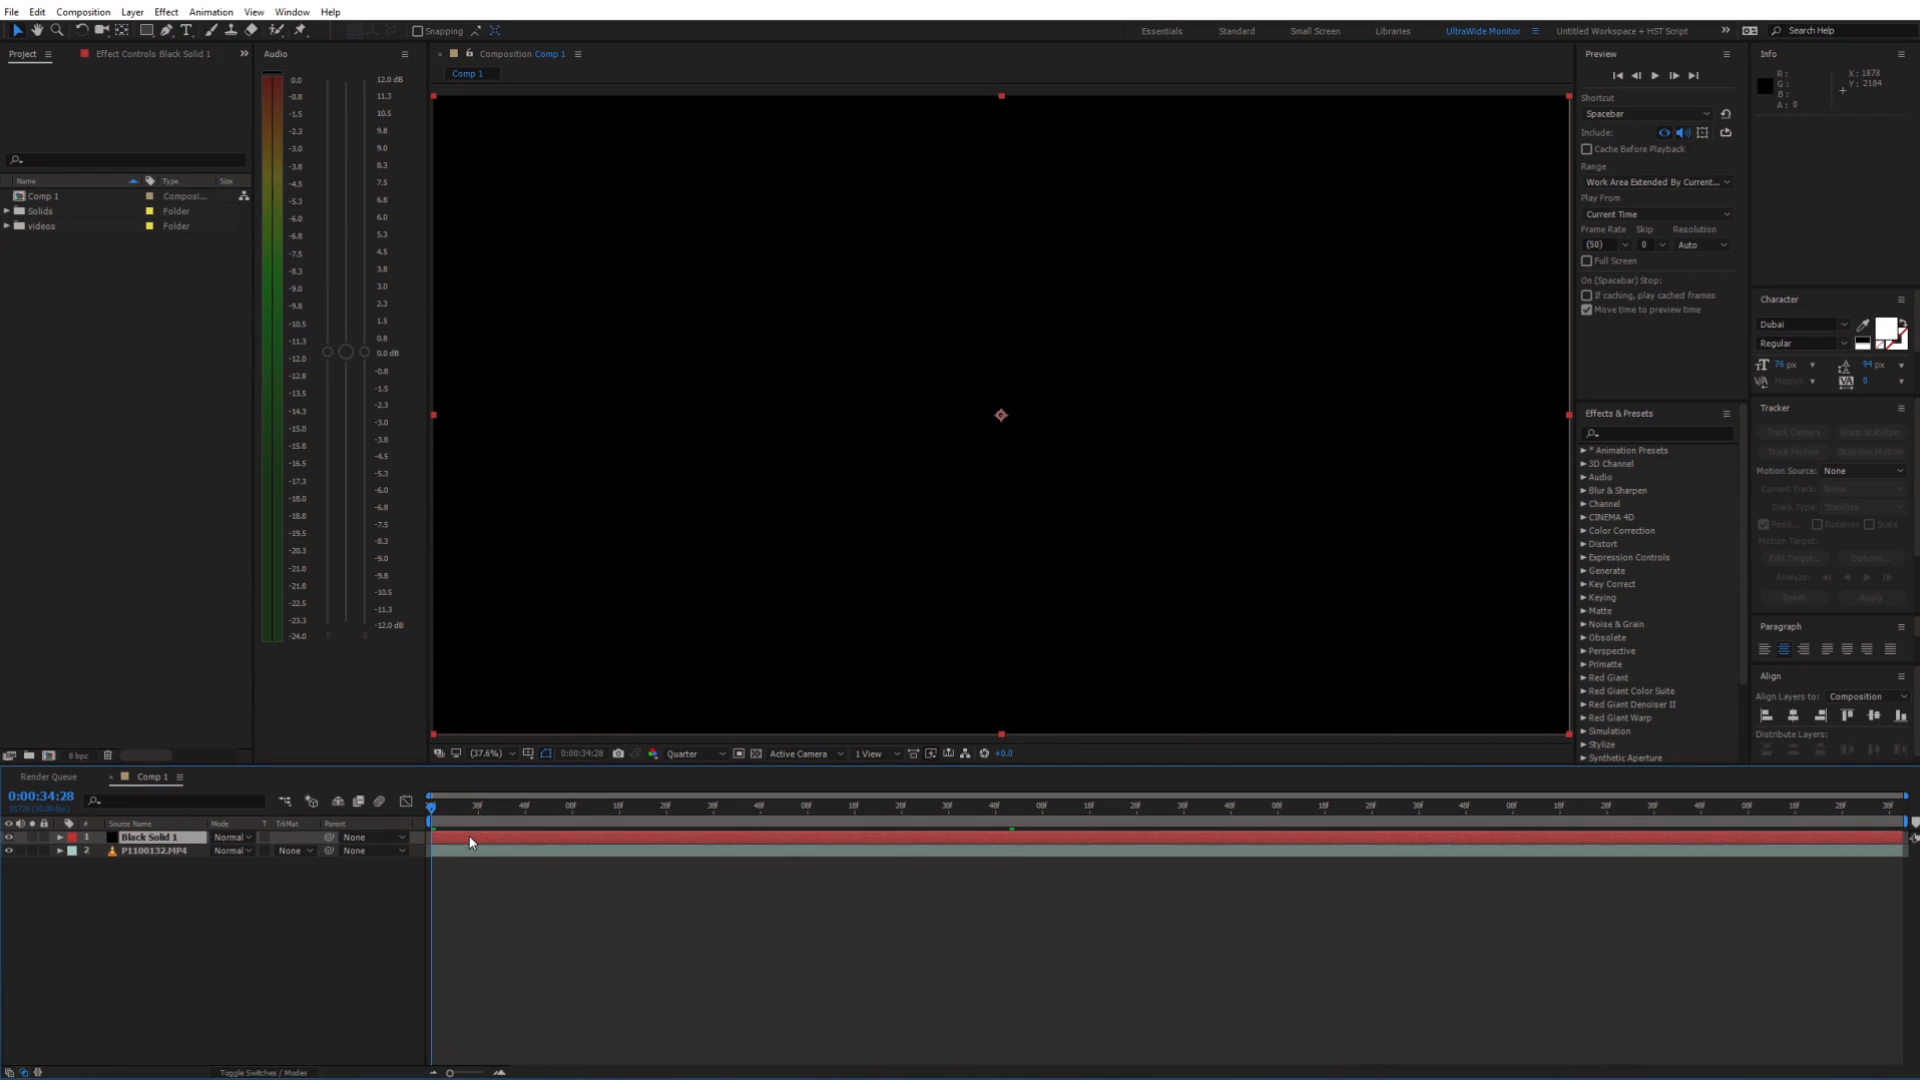 File Edit Composition Layer Effect Animation View Window Help
Snapping
Essentials Standard Small Screen Libraries UltraWide Monitor Untitled Workspace + HST Script Search Help
Project Effect Controls Black Solid 1
Name Type Size
Comp 1 Composi...
Solids Folder
videos Folder
8 bpc
Audio
0.0
-0.8
-1.5
-2.3
-3.0
-3.8
-4.5
-5.3
-6.0
-6.8
-7.5
-8.3
-9.0
-9.8
-10.5
-11.3
-12.0
-12.8
-13.5
-14.3
-15.0
-15.8
-16.5
-17.3
-18.0
-18.8
-19.5
-20.3
-21.0
-21.8
-22.5
-23.3
-24.0
12.0 dB
11.3
10.5
9.8
9.0
8.3
7.5
6.8
6.0
5.3
4.5
3.8
3.0
2.3
1.5
0.8
0.0 dB
-0.8
-1.5
-2.3
-3.0
-3.8
-4.5
-5.3
-6.0
-6.8
-7.5
-8.3
-9.0
-9.8
-10.5
-11.3
-12.0 dB
0 0
Composition Comp 1
Comp 1
(37.6%) 0:00:34:28 Quarter Active Camera 1 View +0.0
Preview
Shortcut
Spacebar
Include:
Cache Before Playback
Range
Work Area Extended By Current...
Play From
Current Time
Frame Rate Skip Resolution
(50) 0 Auto
Full Screen
On (Spacebar) Stop:
If caching, play cached frames
Move time to preview time
Effects & Presets
* Animation Presets
3D Channel
Audio
Blur & Sharpen
Channel
CINEMA 4D
Color Correction
Distort
Expression Controls
Generate
Key Correct
Keying
Matte
Noise & Grain
Obsolete
Perspective
Primatte
Red Giant
Red Giant Color Suite
Red Giant Denoiser II
Red Giant Warp
Simulation
Stylize
Synthetic Aperture
Info
R: X: 1878
G: Y: 2184
B:
A: 0
Character
Dubai
Regular
76 px 94 px
Metrics 0
Tracker
Track Camera Warp Stabilizer
Track Motion Stabilize Motion
Motion Source: None
Current Track: None
Track Type: Stabilize
Posit... Rotation Scale
Motion Target:
Edit Target... Options...
Analyze:
Reset Apply
Paragraph
Align
Align Layers to: Composition
Distribute Layers:
Render Queue Comp 1
0:00:34:28
# Source Name Mode T TrkMat Parent
1 Black Solid 1 Normal None
2 P1100132.MP4 Normal None None
30f 40f 00f 10f 20f 30f 40f 00f 10f 20f 30f 40f 00f 10f 20f 30f 40f 00f 10f 20f 30f 40f 00f 10f 20f 30f 40f 00f 10f 20f 30f
Toggle Switches / Modes